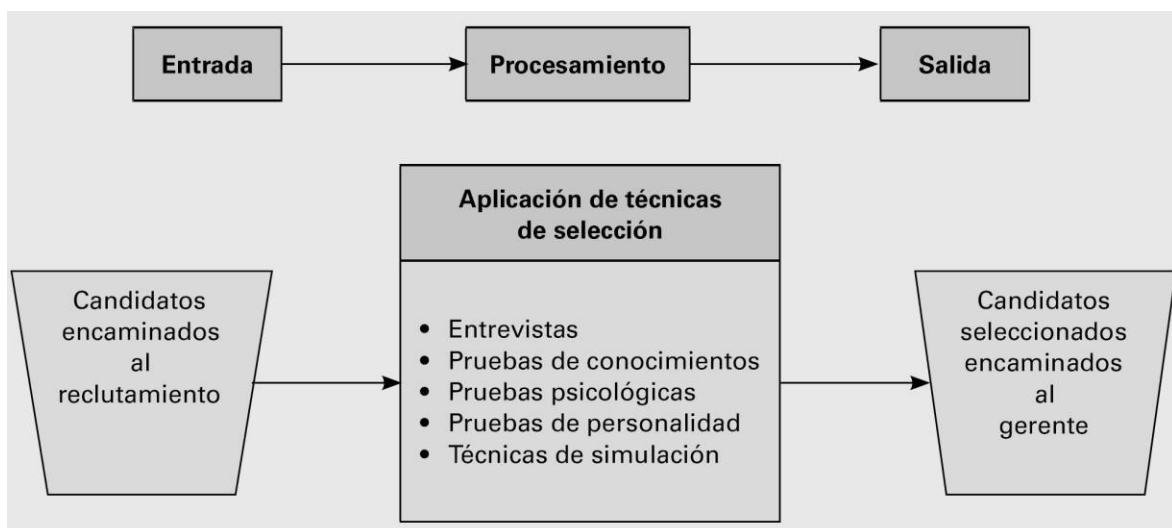 Entrada
Procesamiento
Salida
Aplicación de técnicas
de selección
Candidatos
encaminados
al
reclutamiento
• Entrevistas
• Pruebas de conocimientos
• Pruebas psicológicas
• Pruebas de personalidad
• Técnicas de simulación
Candidatos
seleccionados
encaminados
al
gerente